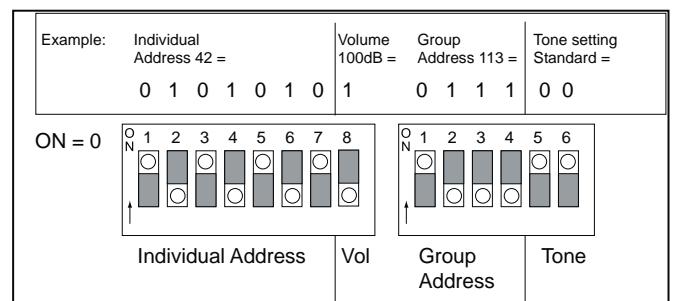 Example: Individual Volume Group Tone setting
Address 42 = 100dB = Address 113 = Standard =
0 1 0 1 0 1 0 1 0 1 1 1 0 0
ON = 0
ON 1 2 3 4 5 6 7 8 ON 1 2 3 4 5 6
Individual Address Vol Group Tone
Address